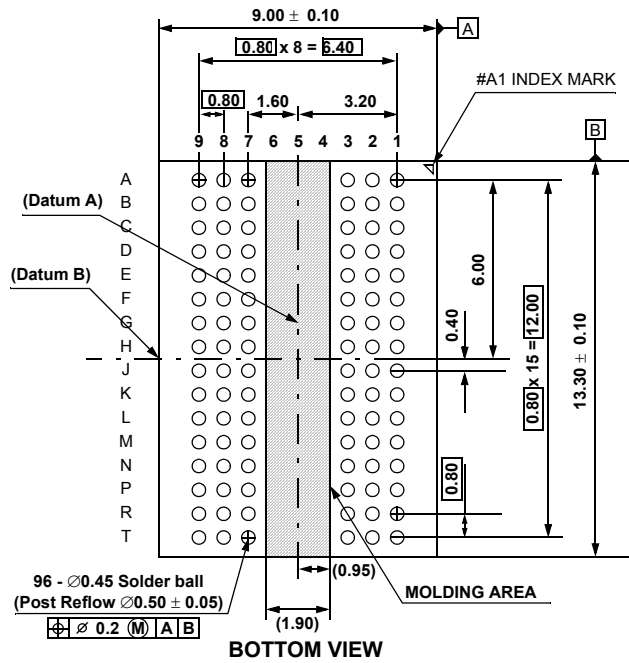 9.00 ± 0.10
A
0.80 x 8 = 6.40
#A1 INDEX MARK
0.80
1.60
3.20
B
9 8 7 6 5 4 3 2 1
A
(Datum A)
B
C
D
(Datum B)
E
F
G
H
J
K
L
M
N
P
R
T
6.00
0.40
0.80 x 15 = 12.00
13.30 ± 0.10
0.80
96 - ∅0.45 Solder ball
(Post Reflow ∅0.50 ± 0.05)
⌖ ∅ 0.2 Ⓜ A B
(0.95)
MOLDING AREA
(1.90)
BOTTOM VIEW